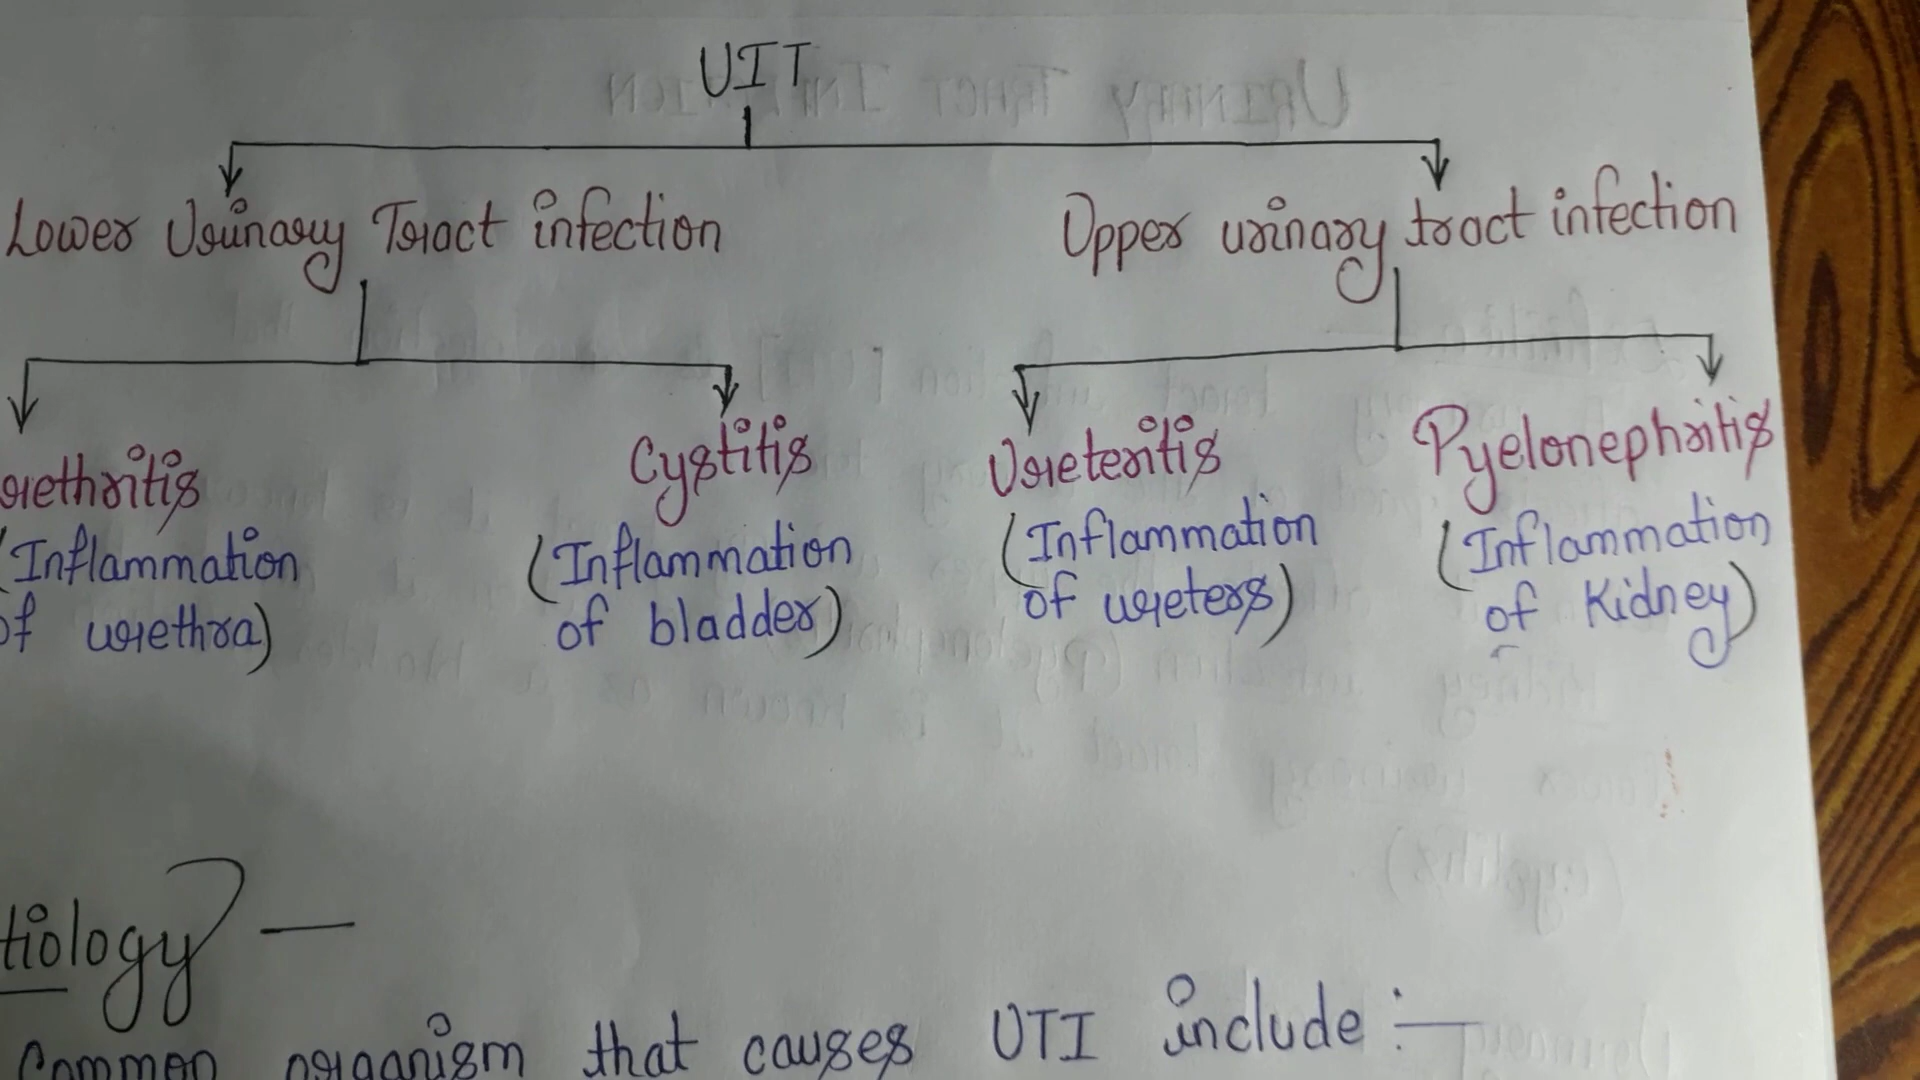 UIT
Lower Urinary Tract infection
Upper urinary tract infection
rethritis
(Inflammation
of urethra)
Cystitis
(Inflammation
of bladder)
Ureteritis
(Inflammation
of ureters)
Pyelonephritis
(Inflammation
of Kidney)
tiology —
Common organism that causes UTI include :—